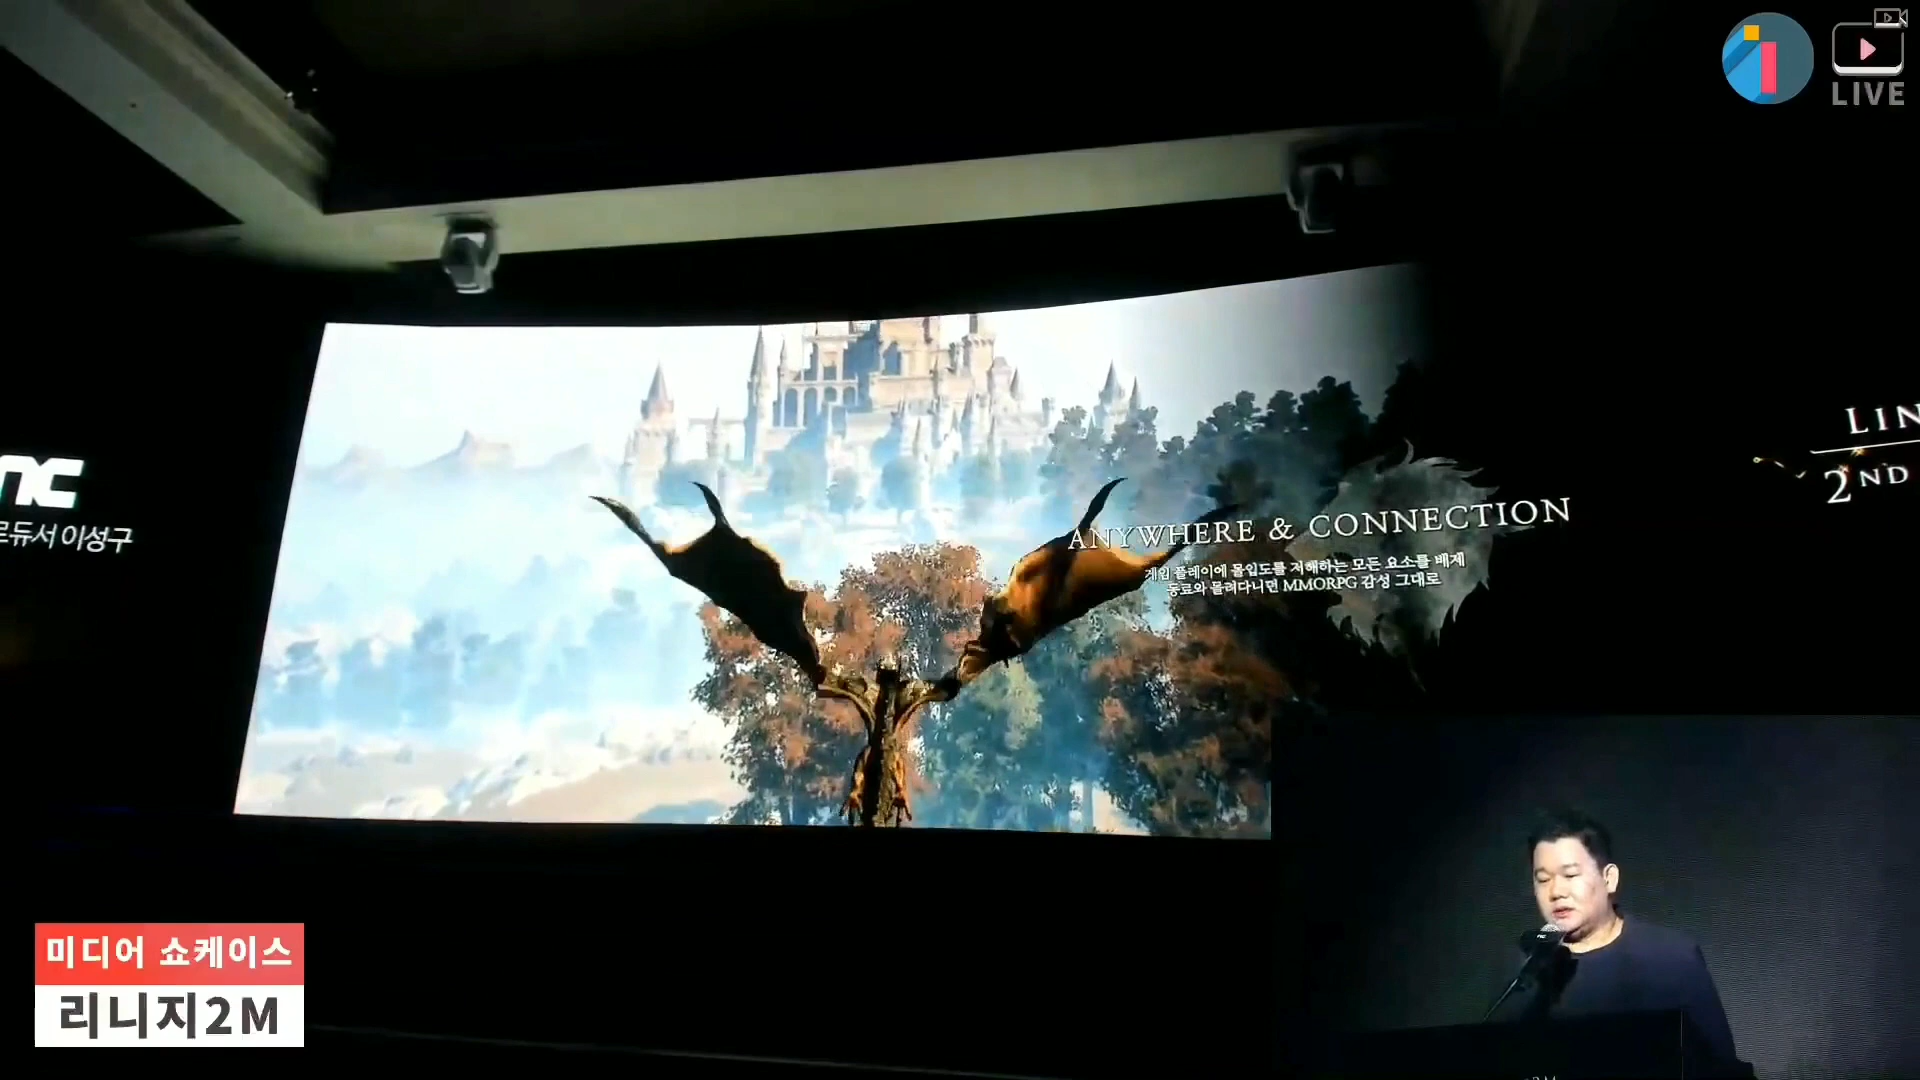 LIVE
LIN
2ND
NC
로듀서 이성구
ANYWHERE & CONNECTION
게임 플레이에 몰입도를 저해하는 모든 요소를 배제
동료와 몰려다니던 MMORPG 감성 그대로
미디어 쇼케이스
리니지2M